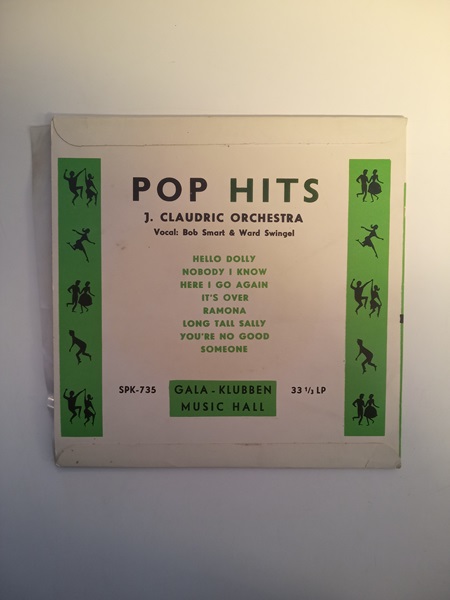 POP HITS
J. CLAUDRIC ORCHESTRA
Vocal: Bob Smart & Ward Swingel
HELLO DOLLY
NOBODY I KNOW
HERE I GO AGAIN
IT'S OVER
RAMONA
LONG TALL SALLY
YOU'RE NO GOOD
SOMEONE
SPK-735 GALA-KLUBBEN 33 1/3 LP
MUSIC HALL